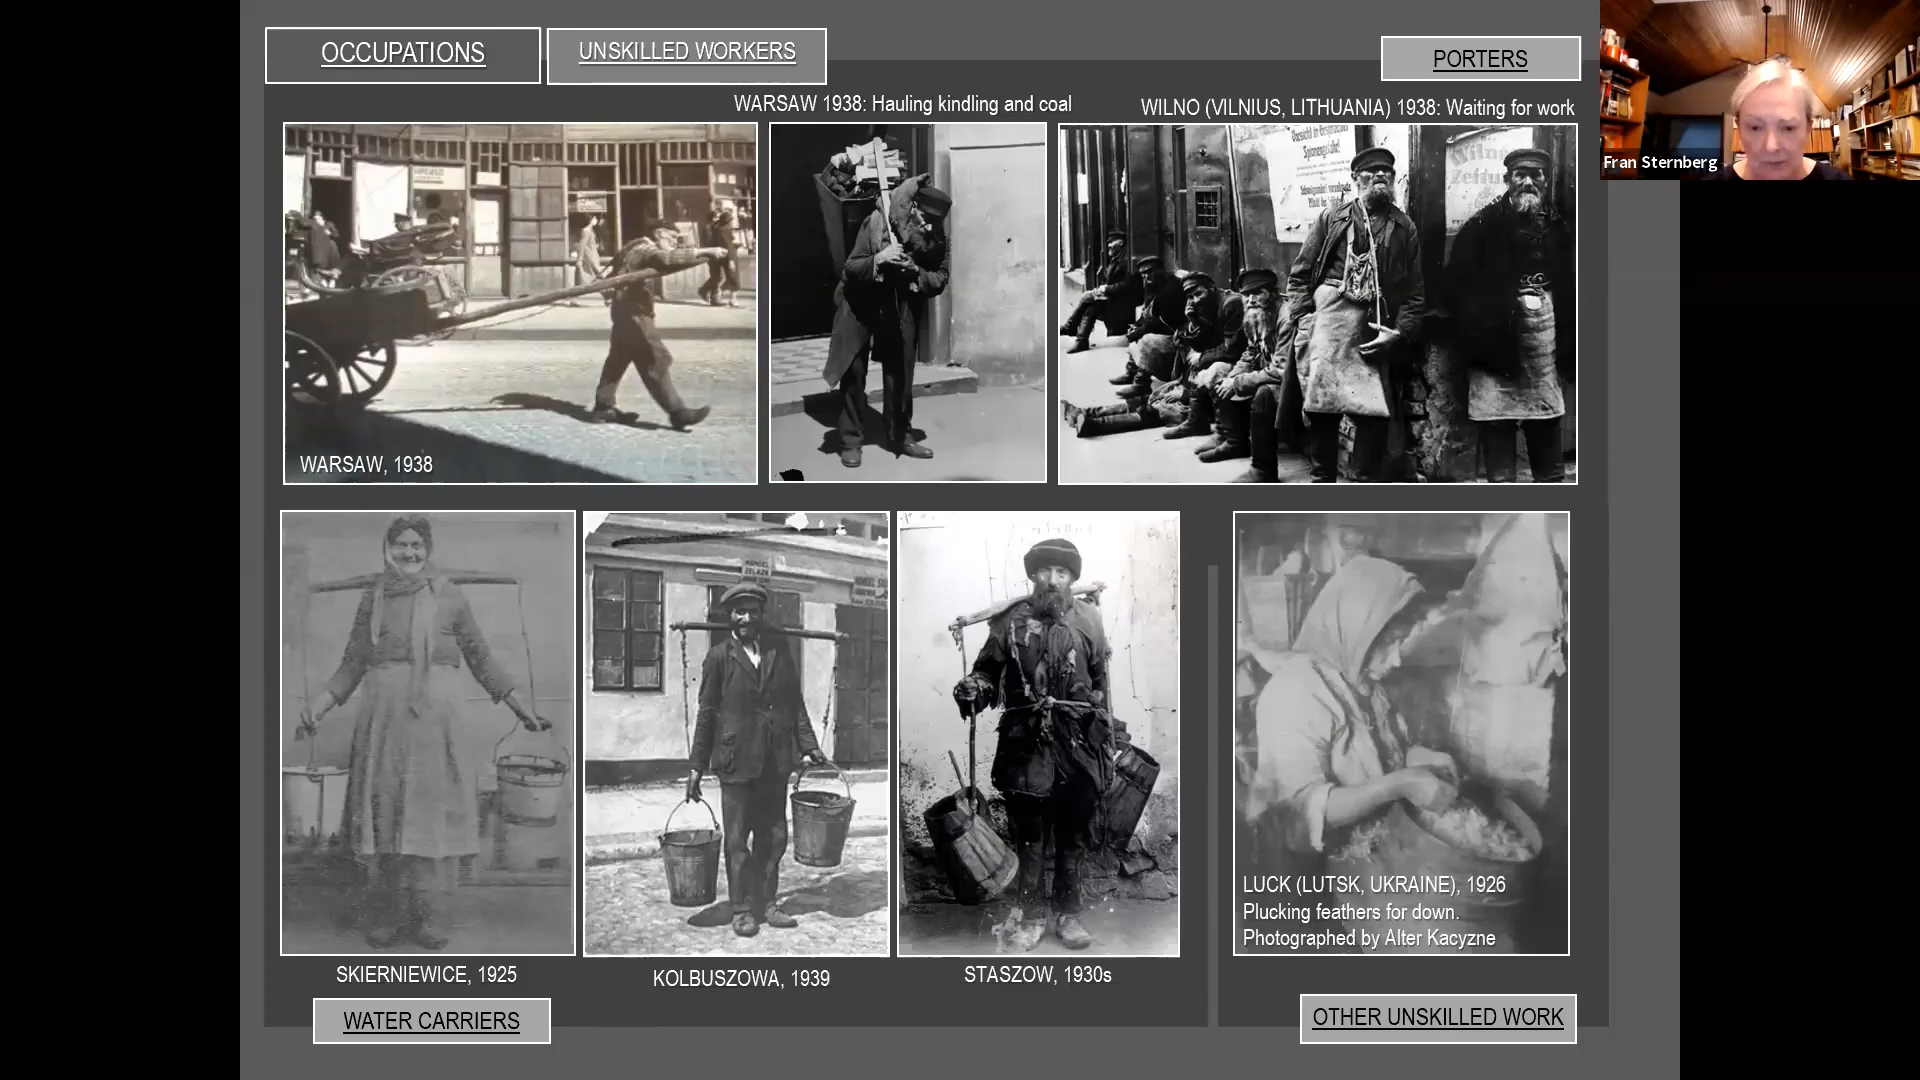 OCCUPATIONS
UNSKILLED WORKERS
PORTERS
WARSAW 1938: Hauling kindling and coal
WILNO (VILNIUS, LITHUANIA) 1938: Waiting for work
Fran Sternberg
WARSAW, 1938
SKIERNIEWICE, 1925
KOLBUSZOWA, 1939
STASZOW, 1930s
LUCK (LUTSK, UKRAINE), 1926
Plucking feathers for down.
Photographed by Alter Kacyzne
WATER CARRIERS
OTHER UNSKILLED WORK